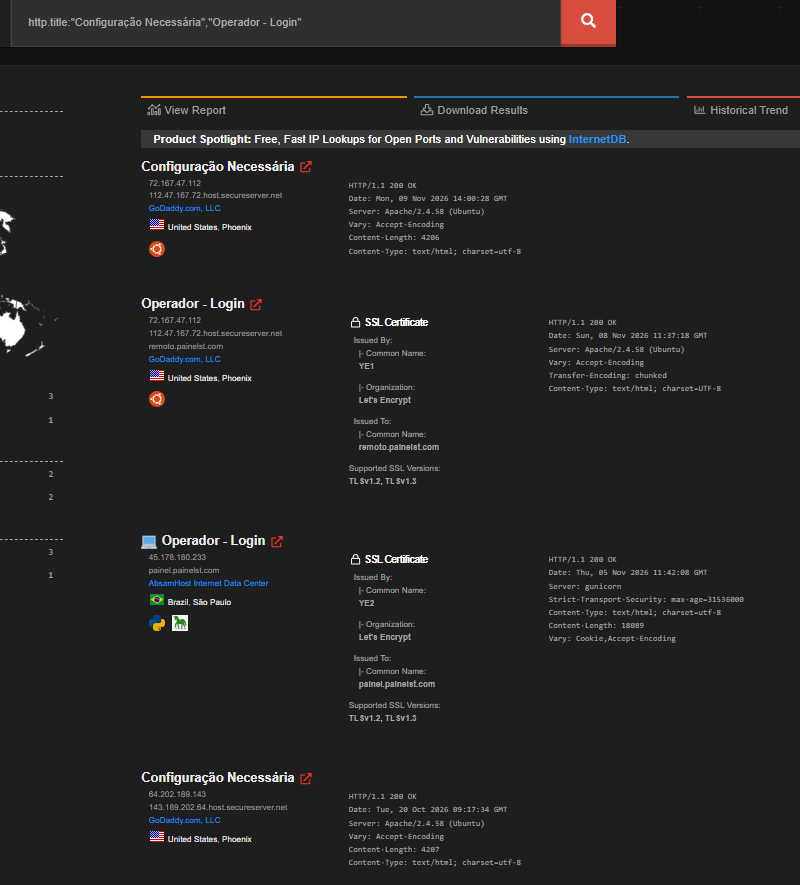 http.title:"Configuração Necessária","Operador - Login"
View Report
Download Results
Historical Trend
Product Spotlight: Free, Fast IP Lookups for Open Ports and Vulnerabilities using InternetDB.
Configuração Necessária
72.167.47.112
112.47.167.72.host.secureserver.net
GoDaddy.com, LLC
United States, Phoenix
HTTP/1.1 200 OK
Date: Mon, 09 Nov 2026 14:00:28 GMT
Server: Apache/2.4.58 (Ubuntu)
Vary: Accept-Encoding
Content-Length: 4206
Content-Type: text/html; charset=utf-8
Operador - Login
72.167.47.112
112.47.167.72.host.secureserver.net
remoto.painelst.com
GoDaddy.com, LLC
United States, Phoenix
SSL Certificate
Issued By:
|- Common Name:
YE1
|- Organization:
Let's Encrypt
Issued To:
|- Common Name:
remoto.painelst.com
Supported SSL Versions:
TLSv1.2, TLSv1.3
HTTP/1.1 200 OK
Date: Sun, 08 Nov 2026 11:37:18 GMT
Server: Apache/2.4.58 (Ubuntu)
Vary: Accept-Encoding
Transfer-Encoding: chunked
Content-Type: text/html; charset=UTF-8
3
1
2
2
3
1
Operador - Login
45.178.180.233
painel.painelst.com
AbsamHost Internet Data Center
Brazil, São Paulo
SSL Certificate
Issued By:
|- Common Name:
YE2
|- Organization:
Let's Encrypt
Issued To:
|- Common Name:
painel.painelst.com
Supported SSL Versions:
TLSv1.2, TLSv1.3
HTTP/1.1 200 OK
Date: Thu, 05 Nov 2026 11:42:08 GMT
Server: gunicorn
Strict-Transport-Security: max-age=31536000
Content-Type: text/html; charset=utf-8
Content-Length: 18089
Vary: Cookie,Accept-Encoding
Configuração Necessária
64.202.189.143
143.189.202.64.host.secureserver.net
GoDaddy.com, LLC
United States, Phoenix
HTTP/1.1 200 OK
Date: Tue, 20 Oct 2026 09:17:34 GMT
Server: Apache/2.4.58 (Ubuntu)
Vary: Accept-Encoding
Content-Length: 4207
Content-Type: text/html; charset=utf-8